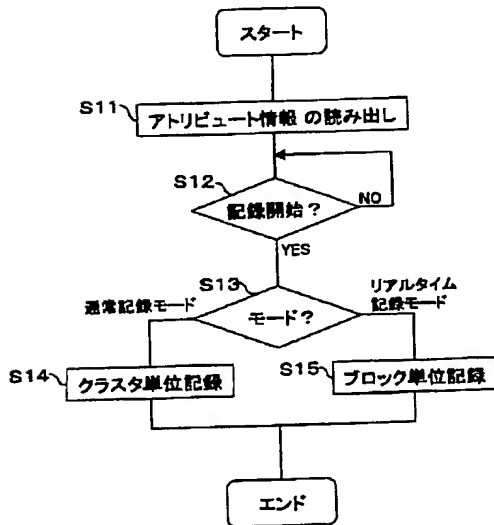 スタート
S11
アトリビュート情報 の読み出し
S12
記録開始？
NO
YES
S13
通常記録モード
モード？
リアルタイム
記録モード
S14
クラスタ単位記録
S15
ブロック単位記録
エンド